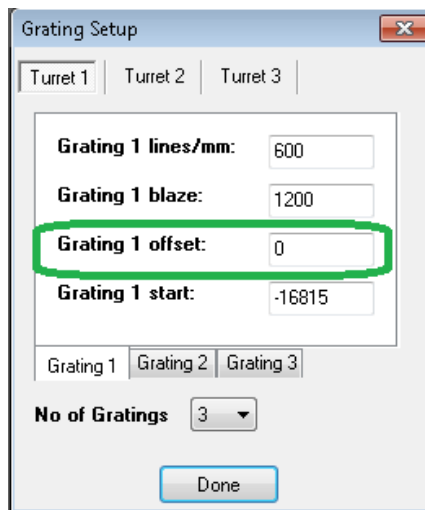 Grating Setup
Turret 1 Turret 2 Turret 3
Grating 1 lines/mm: 600
Grating 1 blaze: 1200
Grating 1 offset: 0
Grating 1 start: -16815
Grating 1 Grating 2 Grating 3
No of Gratings 3
Done